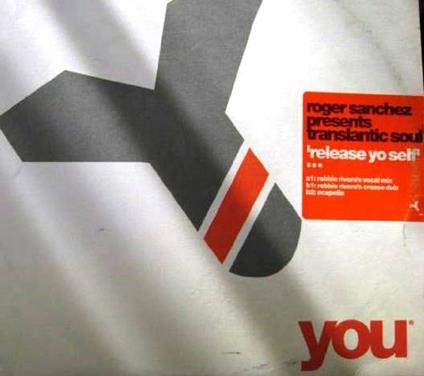 roger sanchez
presents
translantic soul
'release yo self'
a1: robbie rivera's vocal mix
b1: robbie rivera's crease dub
b2: acapella
you